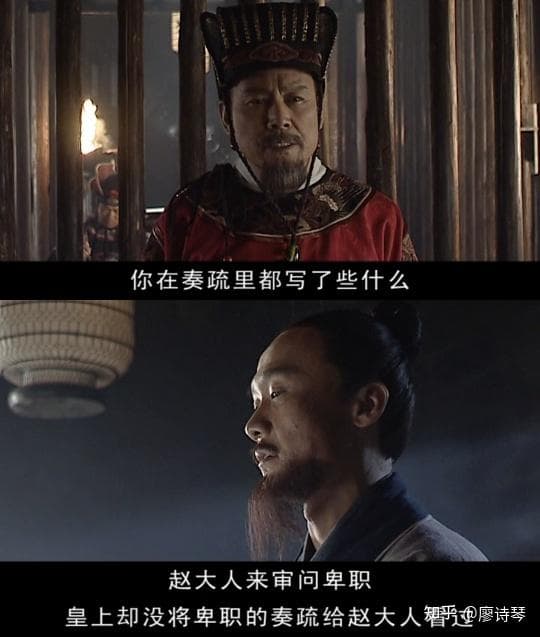 你在奏疏里都写了些什么
赵大人来审问卑职
皇上却没将卑职的奏疏给赵大人看过
知乎 @廖诗琴